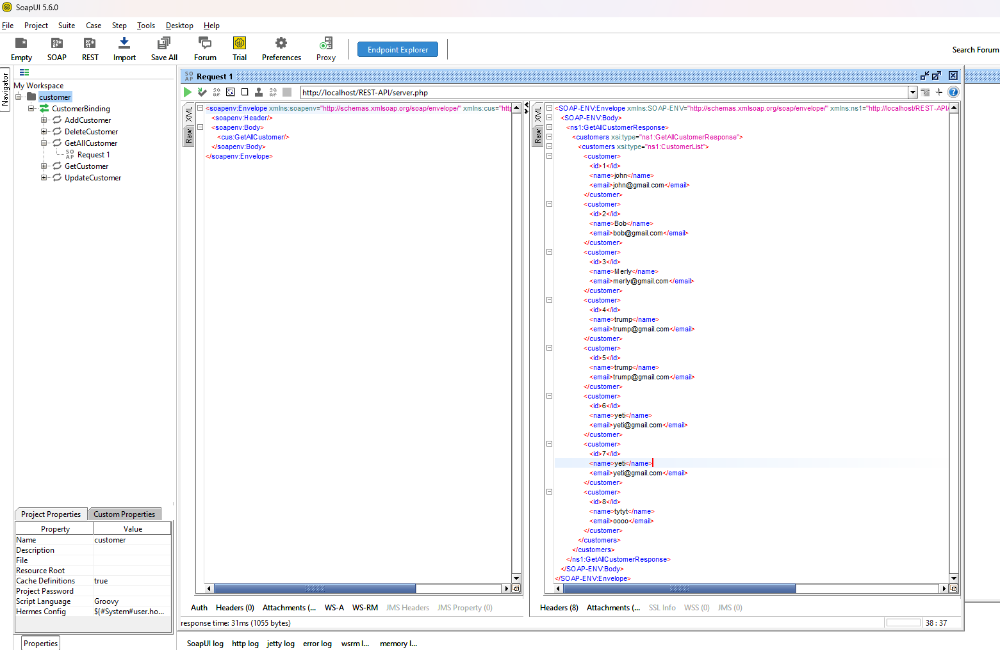 SoapUI 5.6.0
File Project Suite Case Step Tools Desktop Help
Empty SOAP REST Import Save All Forum Trial Preferences Proxy Endpoint Explorer Search Forum
Navigator
My Workspace
customer
CustomerBinding
AddCustomer
DeleteCustomer
GetAllCustomer
SO AP Request 1
GetCustomer
UpdateCustomer
Project Properties Custom Properties
Property Value
Name customer
Description
File
Resource Root
Cache Definitions true
Project Password
Script Language Groovy
Hermes Config ${#System#user.ho...
Properties
SO AP Request 1
http://localhost/REST-API/server.php
XML
Raw
<soapenv:Envelope xmlns:soapenv="http://schemas.xmlsoap.org/soap/envelope/" xmlns:cus="http
<soapenv:Header/>
<soapenv:Body>
<cus:GetAllCustomer/>
</soapenv:Body>
</soapenv:Envelope>
Auth Headers (0) Attachments (... WS-A WS-RM JMS Headers JMS Property (0)
XML
Raw
<SOAP-ENV:Envelope xmlns:SOAP-ENV="http://schemas.xmlsoap.org/soap/envelope/" xmlns:ns1="http://localhost/REST-API/
<SOAP-ENV:Body>
<ns1:GetAllCustomerResponse>
<customers xsi:type="ns1:GetAllCustomerResponse">
<customers xsi:type="ns1:CustomerList">
<customer>
<id>1</id>
<name>john</name>
<email>john@gmail.com</email>
</customer>
<customer>
<id>2</id>
<name>Bob</name>
<email>bob@gmail.com</email>
</customer>
<customer>
<id>3</id>
<name>Merly</name>
<email>merly@gmail.com</email>
</customer>
<customer>
<id>4</id>
<name>trump</name>
<email>trump@gmail.com</email>
</customer>
<customer>
<id>5</id>
<name>trump</name>
<email>trump@gmail.com</email>
</customer>
<customer>
<id>6</id>
<name>yeti</name>
<email>yeti@gmail.com</email>
</customer>
<customer>
<id>7</id>
<name>yeti</name>
<email>yeti@gmail.com</email>
</customer>
<customer>
<id>8</id>
<name>tytyt</name>
<email>oooo</email>
</customer>
</customers>
</customers>
</ns1:GetAllCustomerResponse>
</SOAP-ENV:Body>
</SOAP-ENV:Envelope>
Headers (8) Attachments (... SSL Info WSS (0) JMS (0)
response time: 31ms (1055 bytes) 38 : 37
SoapUI log http log jetty log error log wsrm l... memory l...